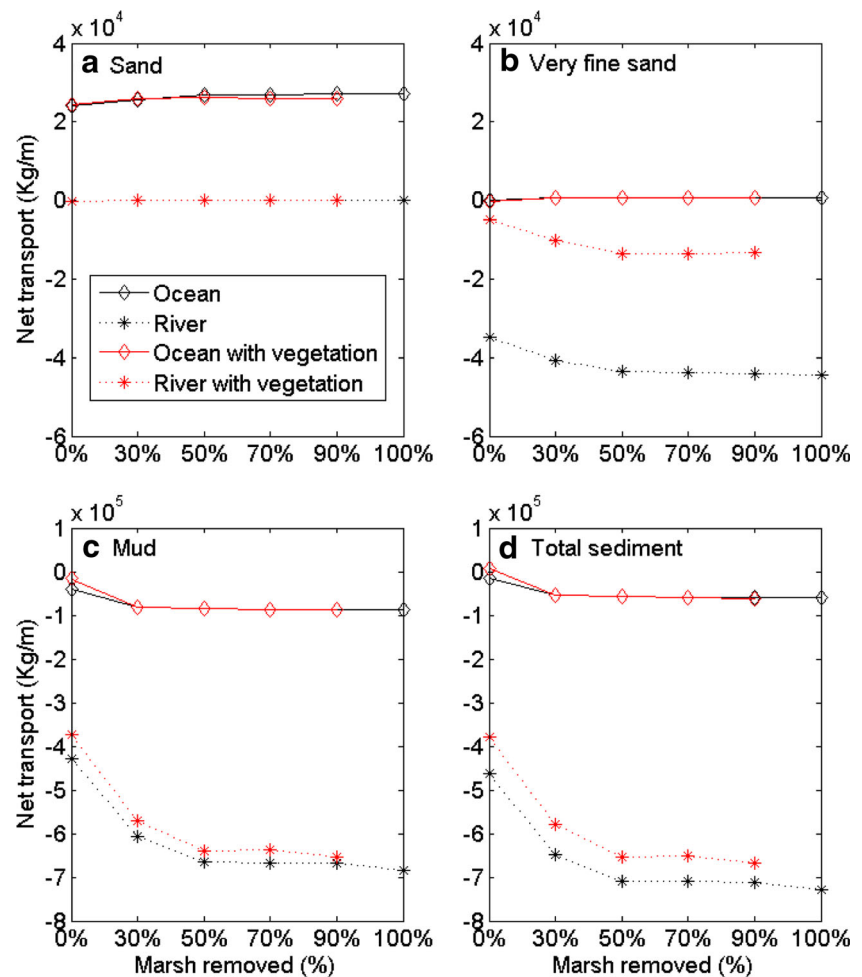 x 10^4
a Sand
4
2
0
-2
-4
-6
Net transport (Kg/m)
Ocean
River
Ocean with vegetation
River with vegetation
0% 30% 50% 70% 90% 100%
x 10^4
b Very fine sand
4
2
0
-2
-4
-6
0% 30% 50% 70% 90% 100%
x 10^5
c Mud
1
0
-1
-2
-3
-4
-5
-6
-7
-8
Net transport (Kg/m)
0% 30% 50% 70% 90% 100%
Marsh removed (%)
x 10^5
d Total sediment
1
0
-1
-2
-3
-4
-5
-6
-7
-8
0% 30% 50% 70% 90% 100%
Marsh removed (%)